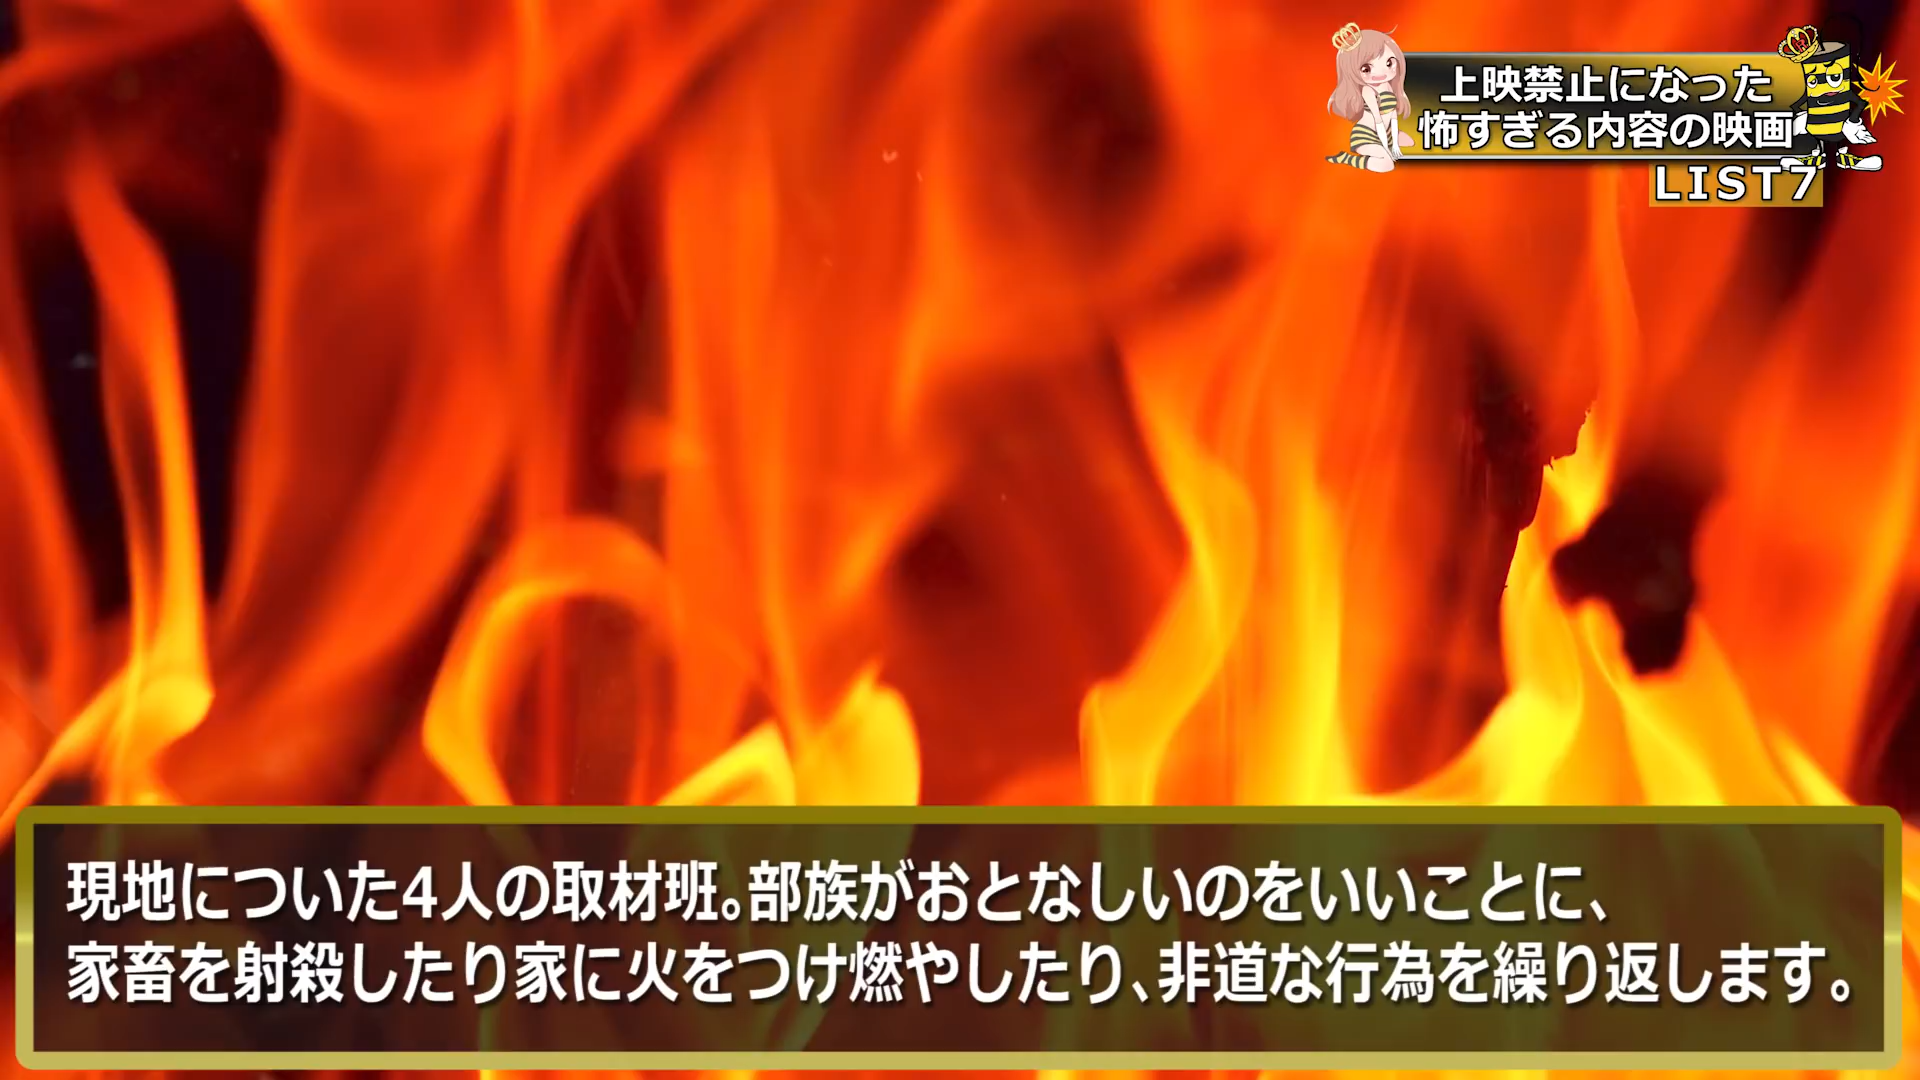 上映禁止になった
怖すぎる内容の映画
LIST7
現地についた4人の取材班。部族がおとなしいのをいいことに、
家畜を射殺したり家に火をつけ燃やしたり、非道な行為を繰り返します。